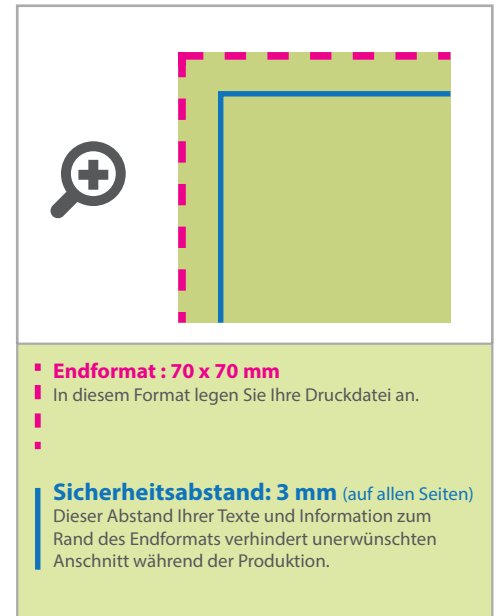 Endformat : 70 x 70 mm
In diesem Format legen Sie Ihre Druckdatei an.
Sicherheitsabstand: 3 mm (auf allen Seiten)
Dieser Abstand Ihrer Texte und Information zum
Rand des Endformats verhindert unerwünschten
Anschnitt während der Produktion.